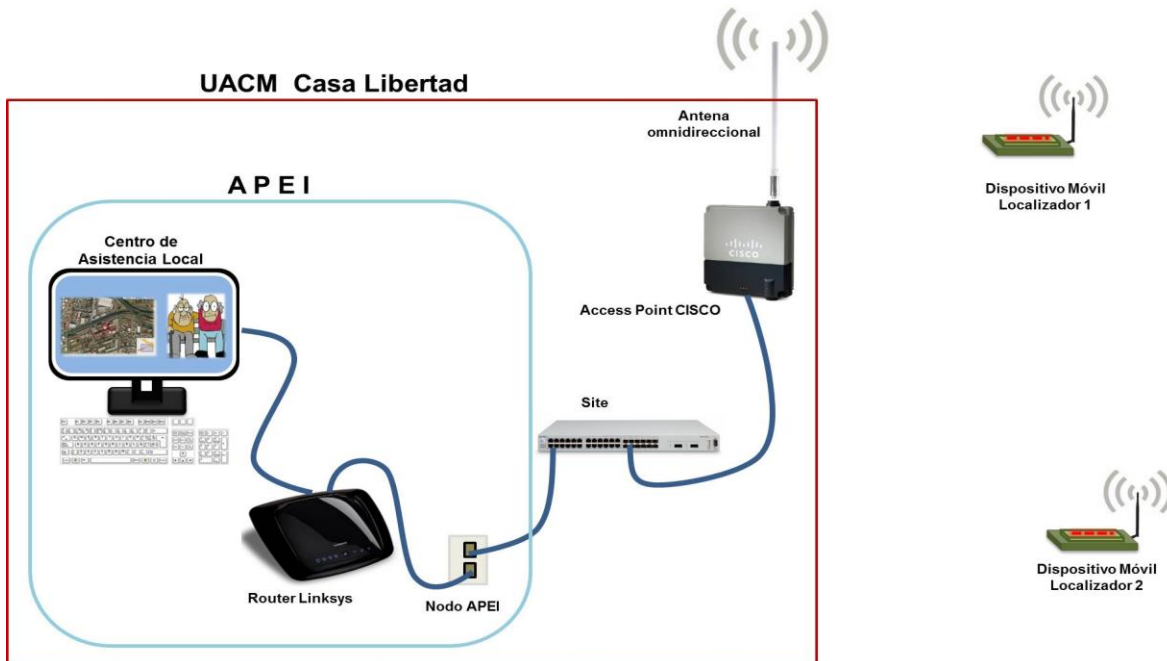 UACM Casa Libertad
Antena
omnidireccional
A P E I
Centro de
Asistencia Local
CISCO
Access Point CISCO
Site
Router Linksys
Nodo APEI
Dispositivo Móvil
Localizador 1
Dispositivo Móvil
Localizador 2